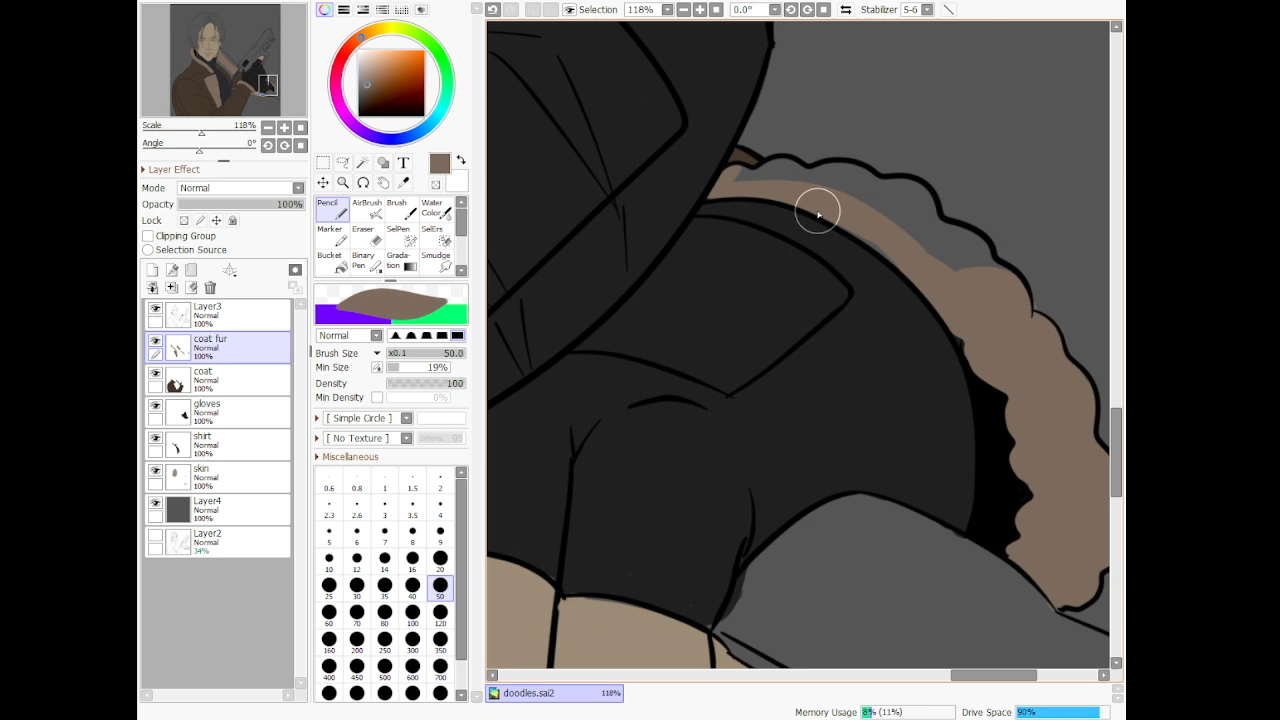 Selection 118% 0.0° Stabilizer S-6
Scale 118%
Angle 0°
Layer Effect
Mode Normal
Opacity 100%
Lock
Clipping Group
Selection Source
Layer3
Normal
100%
coat fur
Normal
100%
coat
Normal
100%
gloves
Normal
100%
shirt
Normal
100%
skin
Normal
100%
Layer4
Normal
100%
Layer2
Normal
34%
T
Pencil AirBrush Brush Water Color
Marker Eraser SelPen SelErs
Bucket Binary Pen Grada-tion Smudge
Normal
Brush Size x0.1 50.0
Min Size 19%
Density 100
Min Density 0%
[ Simple Circle ]
[ No Texture ] 95
Miscellaneous
0.6 0.8 1 1.5 2
2.3 2.6 3 3.5 4
5 6 7 8 9
10 12 14 16 20
25 30 35 40 50
60 70 80 100 120
160 200 250 300 350
400 450 500 600 700
doodles.sai2 118%
Memory Usage 8% (11%) Drive Space 90%